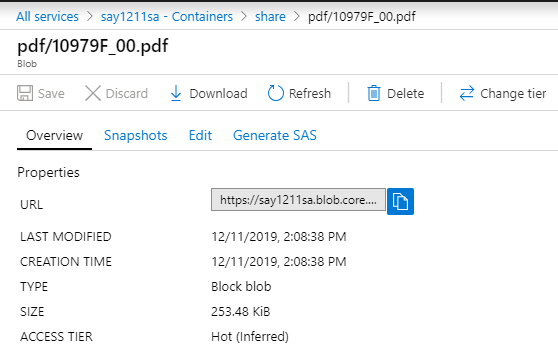 All services > say1211sa - Containers > share > pdf/10979F_00.pdf
pdf/10979F_00.pdf
Blob
Save Discard Download Refresh Delete Change tier
Overview Snapshots Edit Generate SAS
Properties
URL https://say1211sa.blob.core....
LAST MODIFIED 12/11/2019, 2:08:38 PM
CREATION TIME 12/11/2019, 2:08:38 PM
TYPE Block blob
SIZE 253.48 KiB
ACCESS TIER Hot (Inferred)